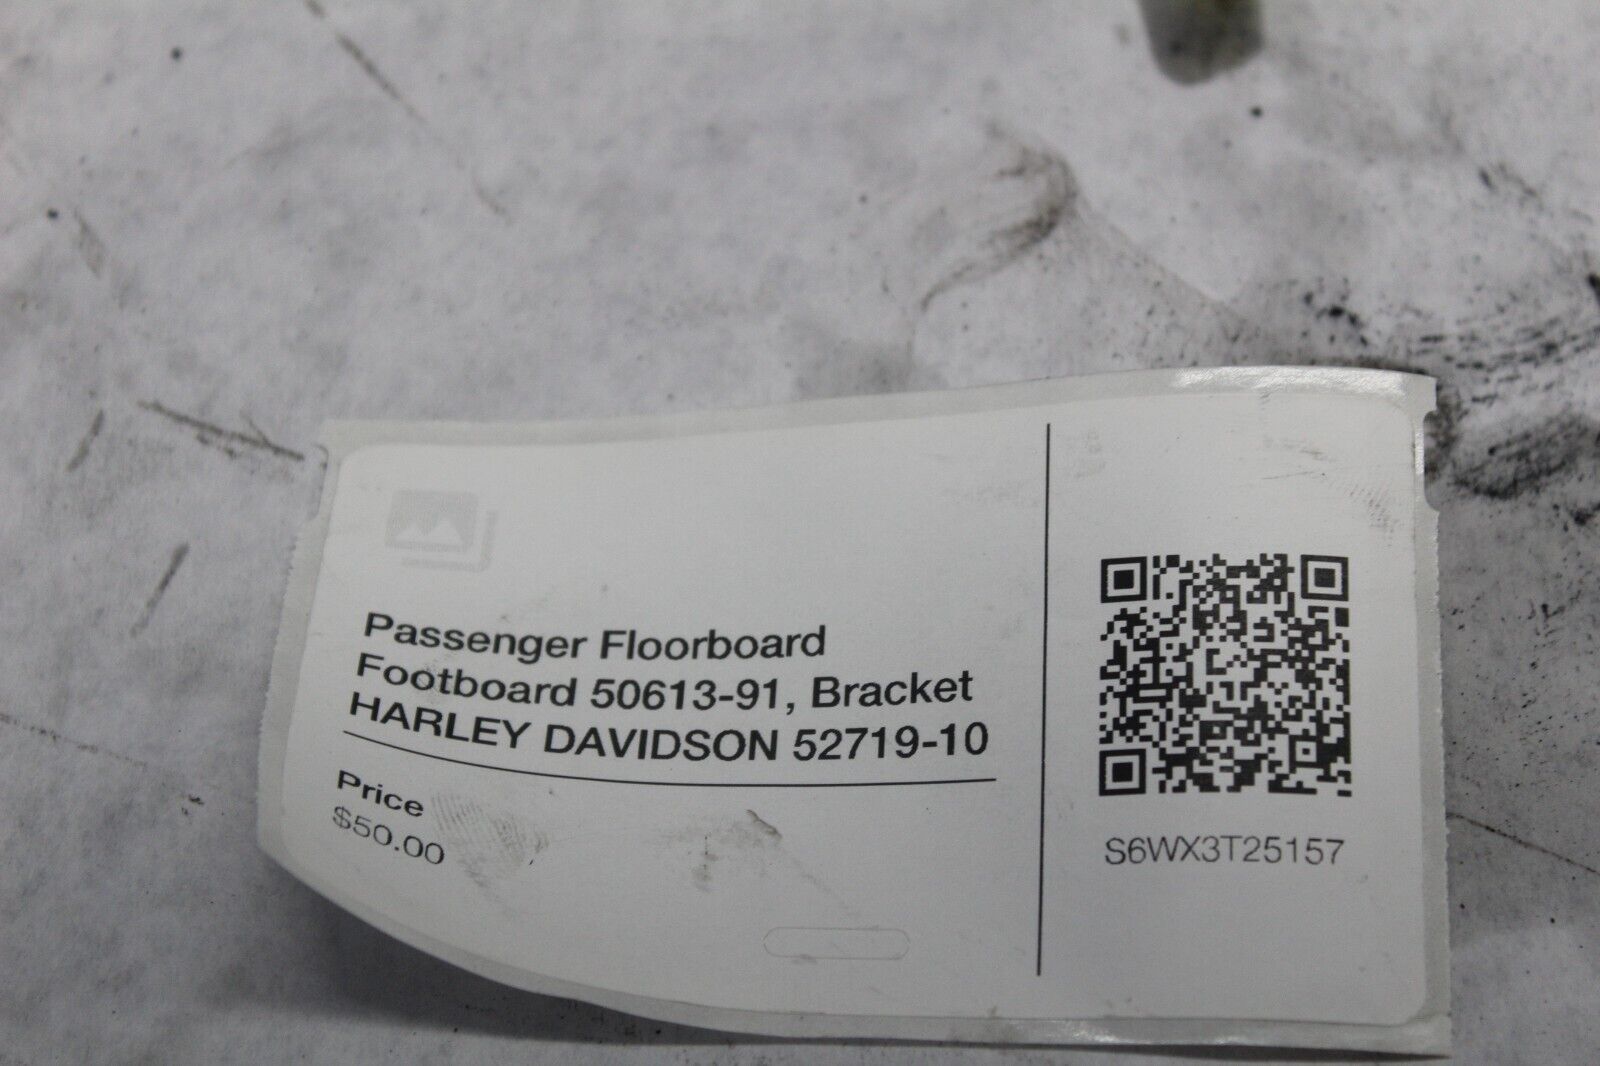 Passenger Floorboard
Footboard 50613-91, Bracket
HARLEY DAVIDSON 52719-10
Price
$50.00
S6WX3T25157